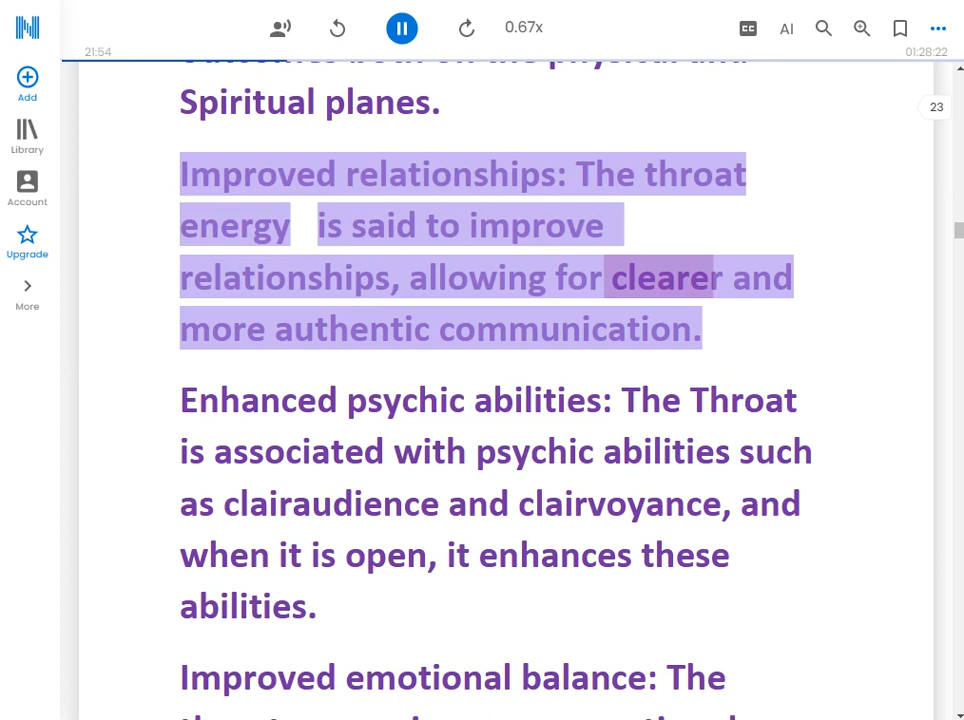 0.67x
CC
AI
21:54
01:28:22
Add
Library
Account
Upgrade
More
23
Spiritual planes.
Improved relationships: The throat
energy is said to improve
relationships, allowing for clearer and
more authentic communication.
Enhanced psychic abilities: The Throat
is associated with psychic abilities such
as clairaudience and clairvoyance, and
when it is open, it enhances these
abilities.
Improved emotional balance: The